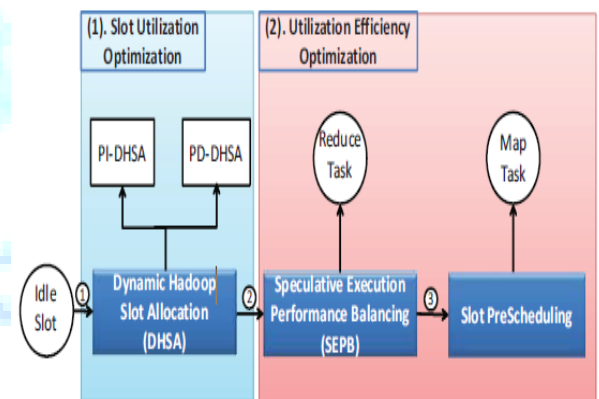 (1). Slot Utilization
Optimization
(2). Utilization Efficiency
Optimization
PI-DHSA
PD-DHSA
Reduce
Task
Map
Task
Idle
Slot
1
Dynamic Hadoop
Slot Allocation
(DHSA)
2
Speculative Execution
Performance Balancing
(SEPB)
3
Slot PreScheduling